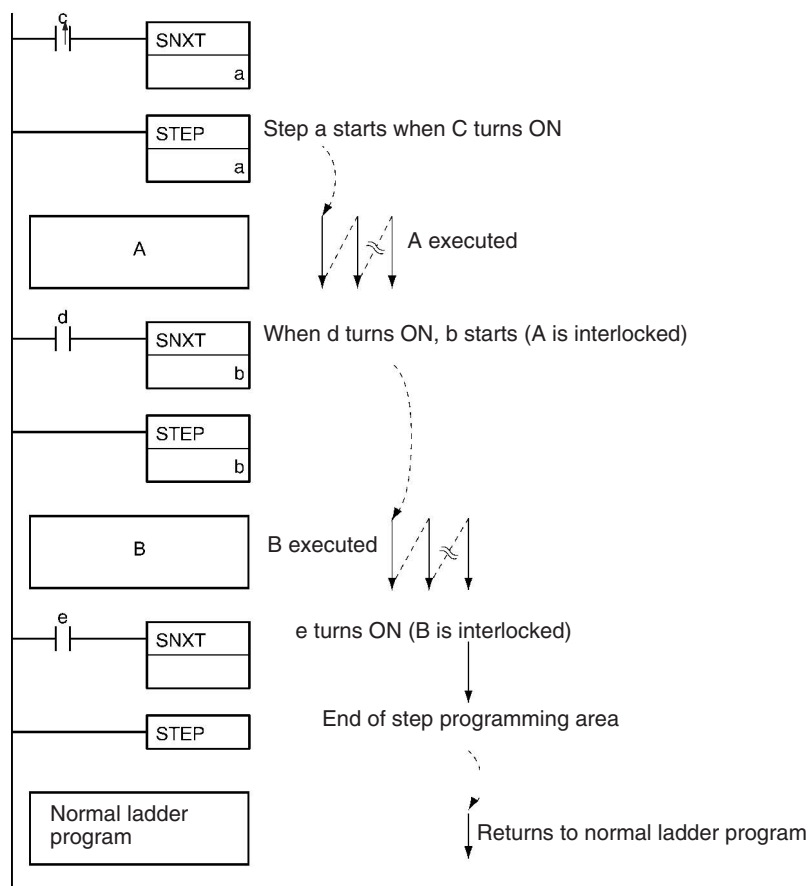 c
SNXT
a
STEP
a
Step a starts when C turns ON
A
A executed
d
SNXT
b
When d turns ON, b starts (A is interlocked)
STEP
b
B
B executed
e
SNXT
e turns ON (B is interlocked)
STEP
End of step programming area
Normal ladder
program
Returns to normal ladder program